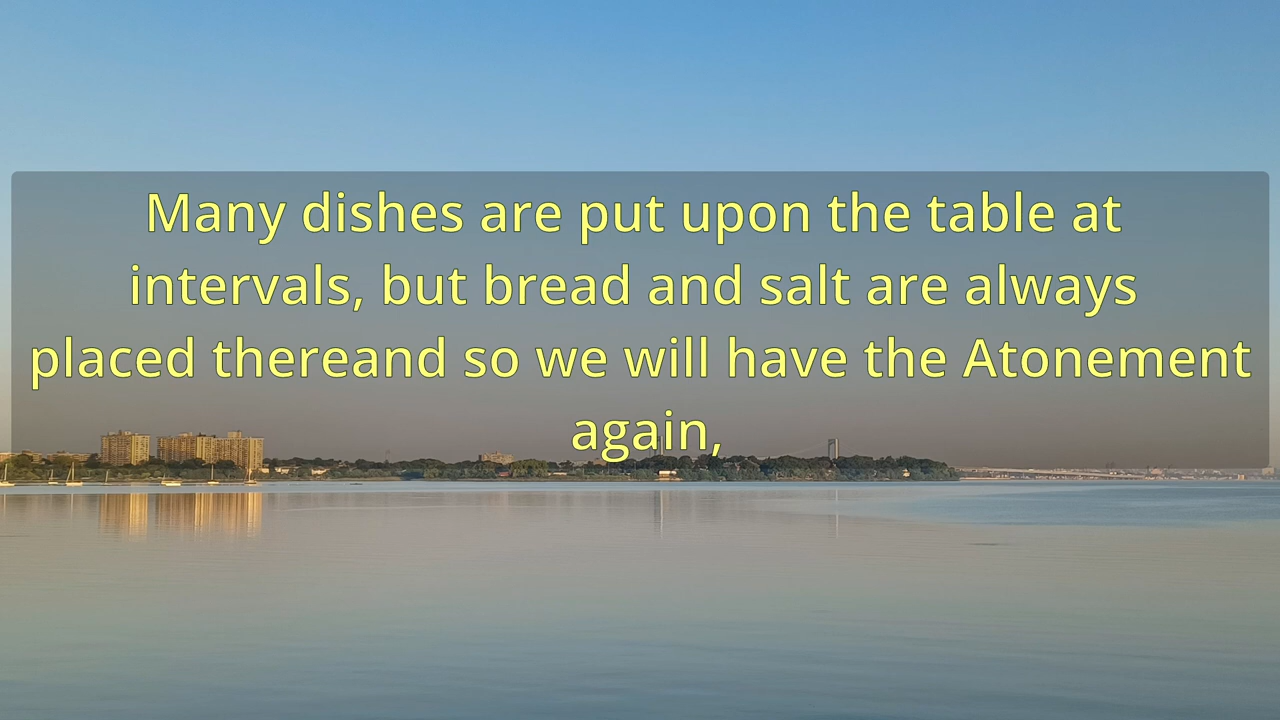 Many dishes are put upon the table at
intervals, but bread and salt are always
placed thereand so we will have the Atonement
again,